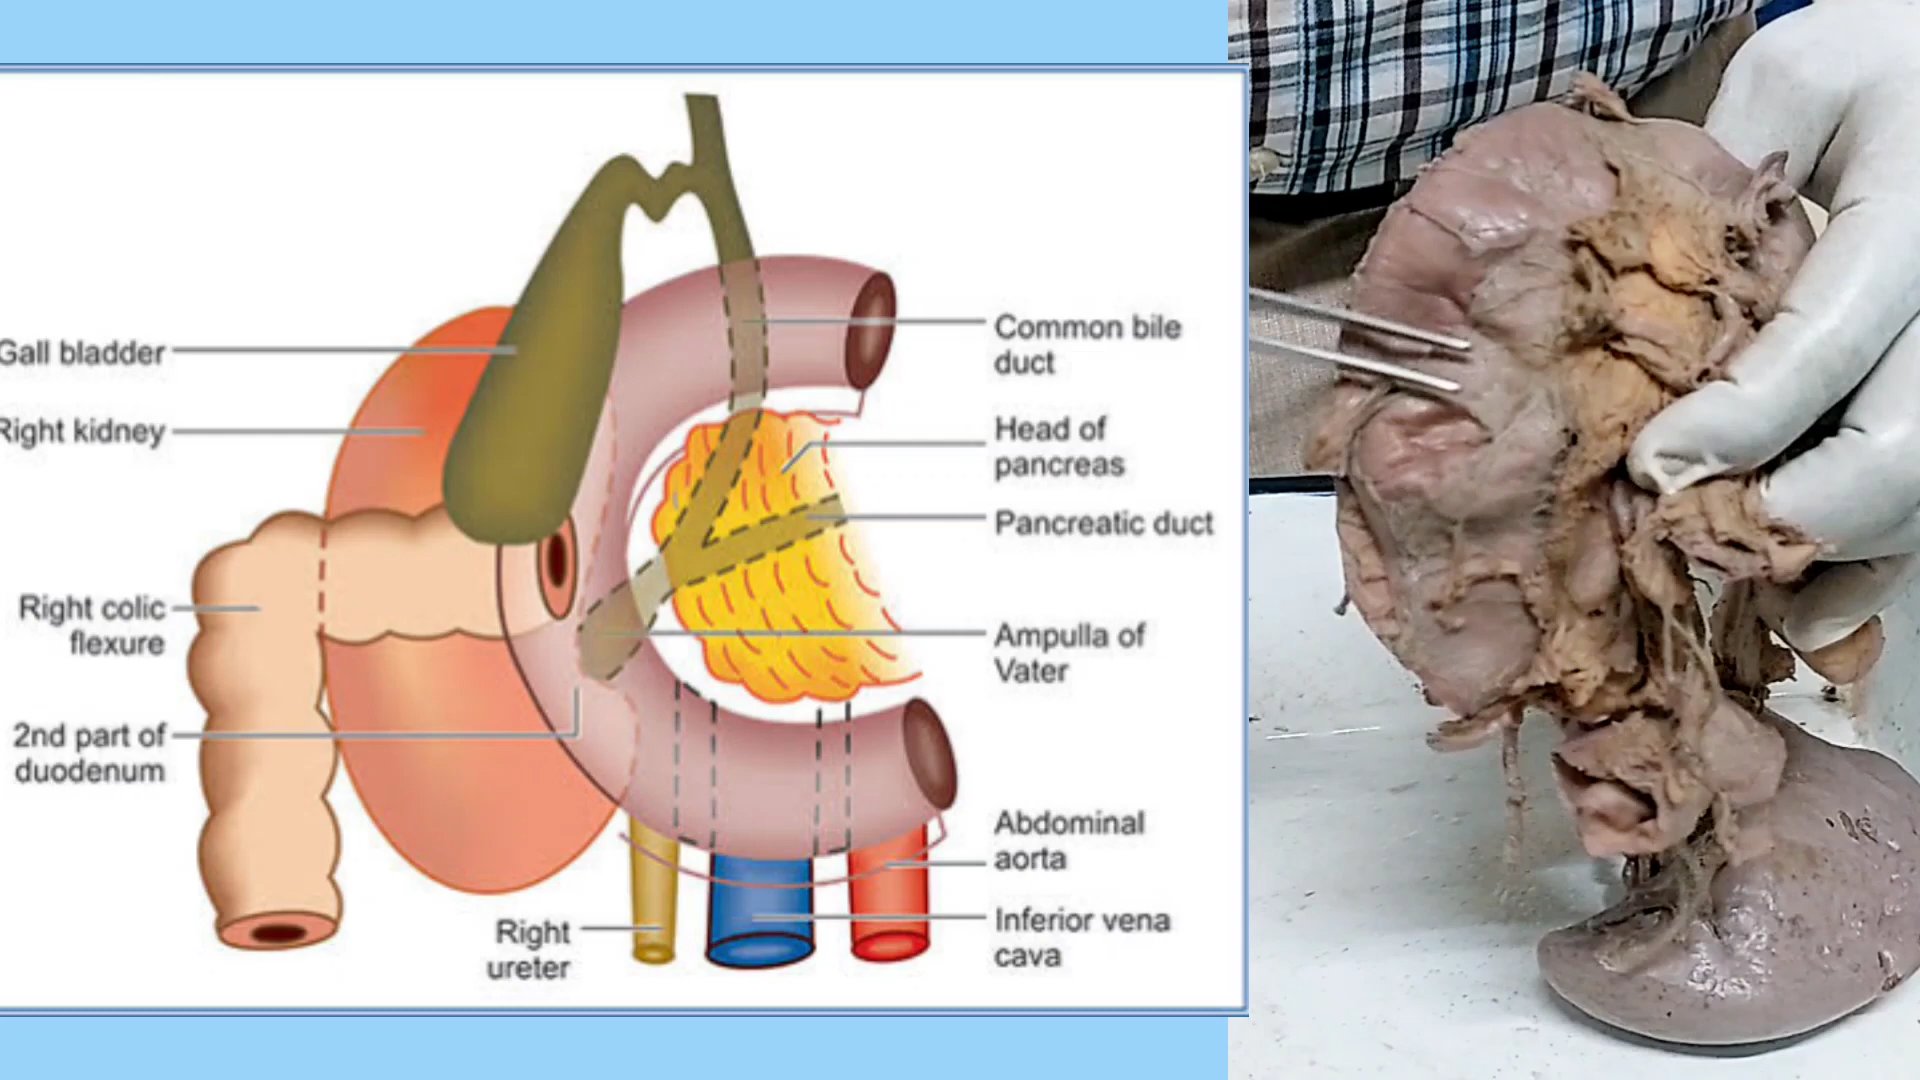 Gall bladder
Right kidney
Right colic
flexure
2nd part of
duodenum
Right
ureter
Common bile
duct
Head of
pancreas
Pancreatic duct
Ampulla of
Vater
Abdominal
aorta
Inferior vena
cava